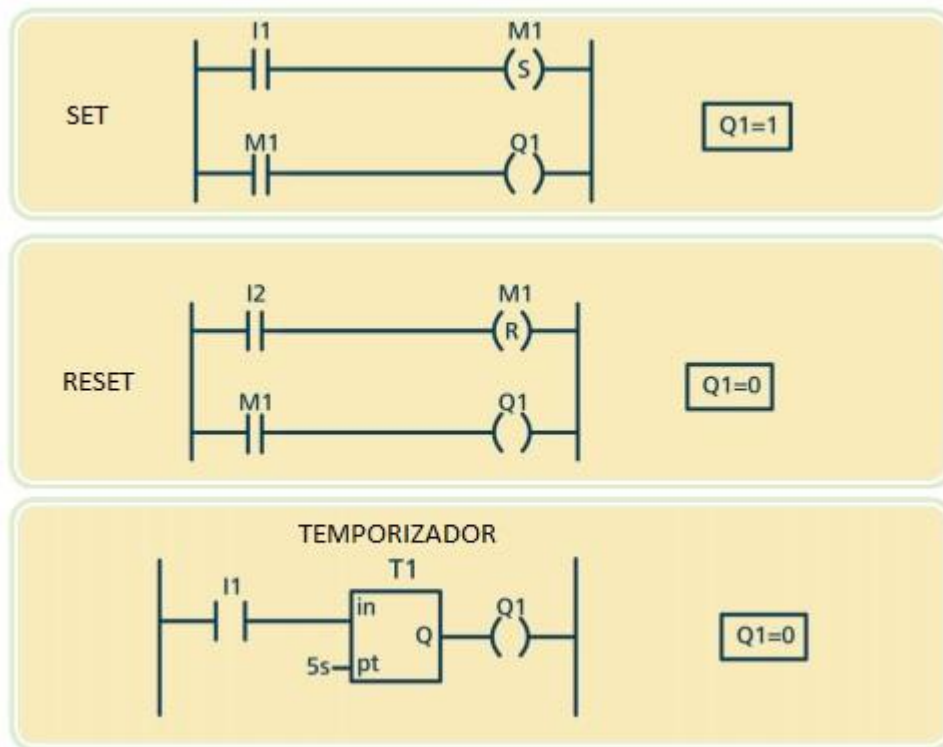 I1 M1
(S)
SET
Q1=1
M1 Q1
I2 M1
(R)
RESET
Q1=0
M1 Q1
TEMPORIZADOR
T1
I1
in
Q1
Q
Q1=0
5s pt